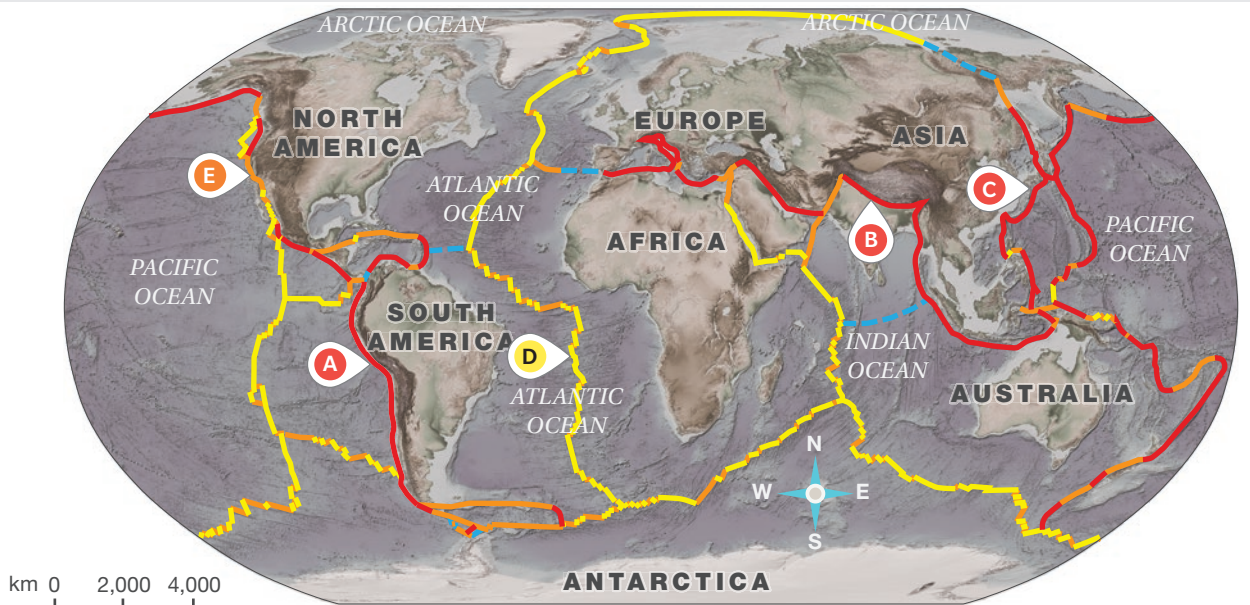 ARCTIC OCEAN
ARCTIC OCEAN
NORTH
AMERICA
EUROPE
ASIA
E
ATLANTIC
OCEAN
C
PACIFIC
OCEAN
AFRICA
B
PACIFIC
OCEAN
SOUTH
AMERICA
A
D
INDIAN
OCEAN
ATLANTIC
OCEAN
AUSTRALIA
N
W
E
S
ANTARCTICA
km 0 2,000 4,000